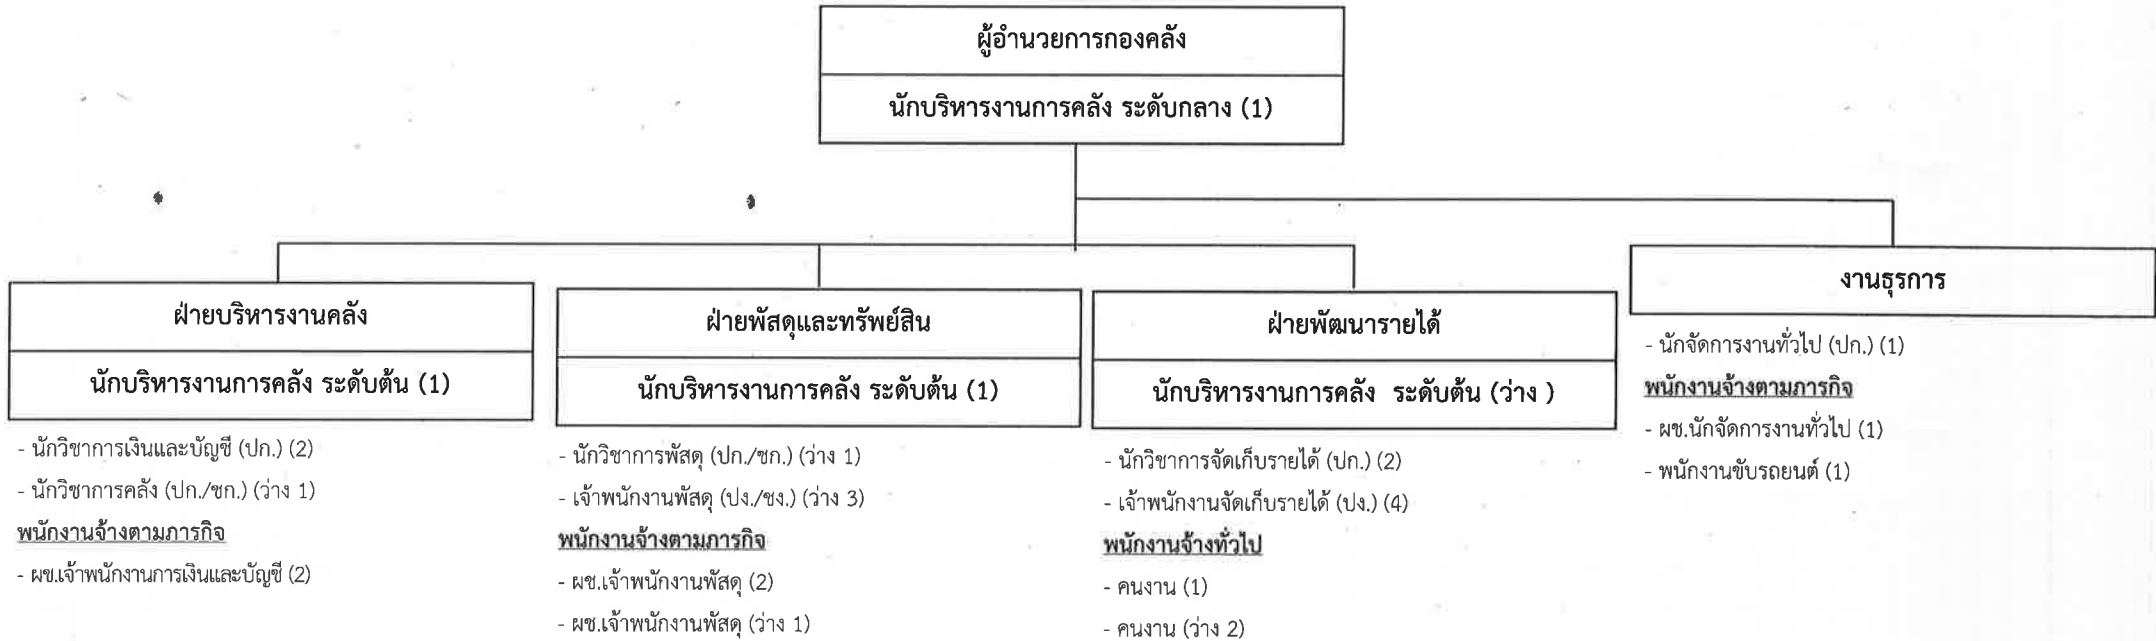 ผู้อำนวยการกองคลัง
นักบริหารงานการคลัง ระดับกลาง (1)
ฝ่ายบริหารงานคลัง
นักบริหารงานการคลัง ระดับต้น (1)
- นักวิชาการเงินและบัญชี (ปก.) (2)
- นักวิชาการคลัง (ปก./ชก.) (ว่าง 1)
พนักงานจ้างตามภารกิจ
- ผช.เจ้าพนักงานการเงินและบัญชี (2)
ฝ่ายพัสดุและทรัพย์สิน
นักบริหารงานการคลัง ระดับต้น (1)
- นักวิชาการพัสดุ (ปก./ชก.) (ว่าง 1)
- เจ้าพนักงานพัสดุ (ปง./ชง.) (ว่าง 3)
พนักงานจ้างตามภารกิจ
- ผช.เจ้าพนักงานพัสดุ (2)
- ผช.เจ้าพนักงานพัสดุ (ว่าง 1)
ฝ่ายพัฒนารายได้
นักบริหารงานการคลัง ระดับต้น (ว่าง )
- นักวิชาการจัดเก็บรายได้ (ปก.) (2)
- เจ้าพนักงานจัดเก็บรายได้ (ปง.) (4)
พนักงานจ้างทั่วไป
- คนงาน (1)
- คนงาน (ว่าง 2)
งานธุรการ
- นักจัดการงานทั่วไป (ปก.) (1)
พนักงานจ้างตามภารกิจ
- ผช.นักจัดการงานทั่วไป (1)
- พนักงานขับรถยนต์ (1)